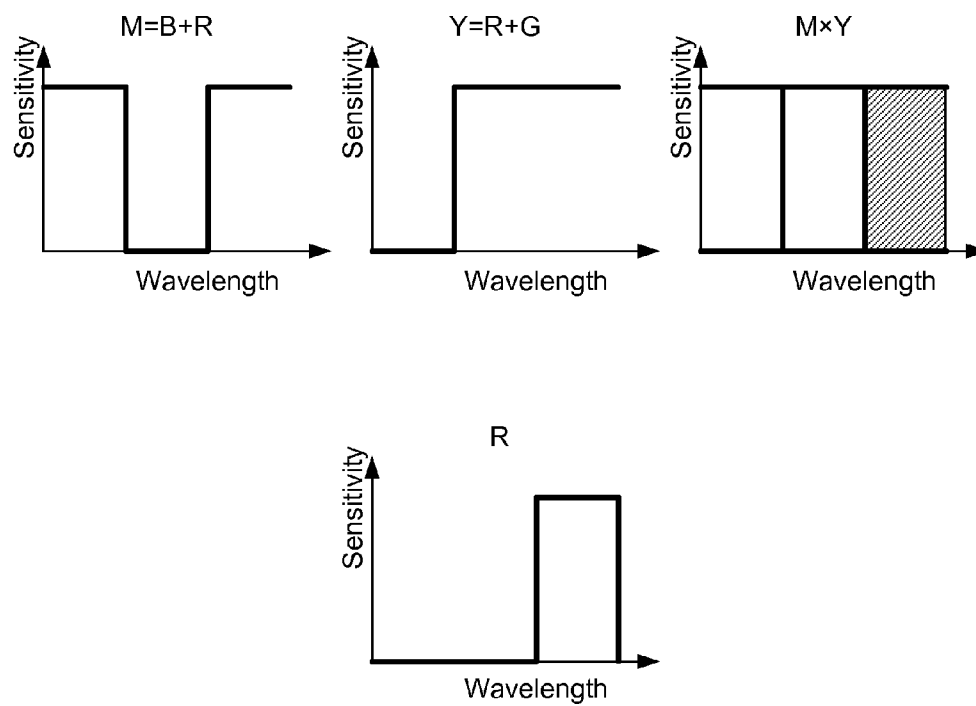 M=B+R
Sensitivity
Wavelength
Y=R+G
Sensitivity
Wavelength
M×Y
Sensitivity
Wavelength
R
Sensitivity
Wavelength